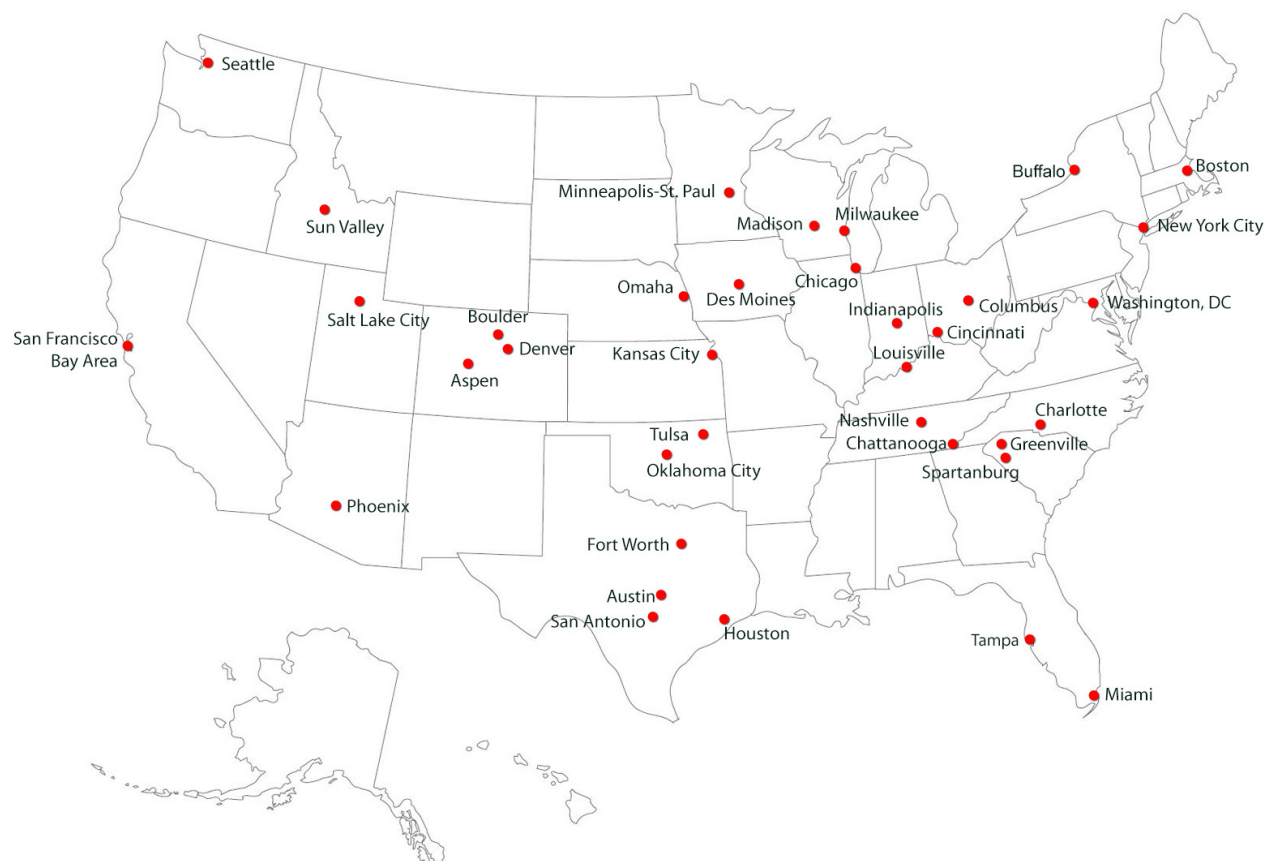 Seattle
Buffalo
Boston
Minneapolis-St. Paul
Milwaukee
Madison
Sun Valley
New York City
Chicago
Omaha
Des Moines
Salt Lake City
Indianapolis
Columbus
Washington, DC
Boulder
Cincinnati
San Francisco
Bay Area
Denver
Kansas City
Louisville
Aspen
Charlotte
Nashville
Tulsa
Chattanooga
Greenville
Oklahoma City
Spartanburg
Phoenix
Fort Worth
Austin
San Antonio
Houston
Tampa
Miami